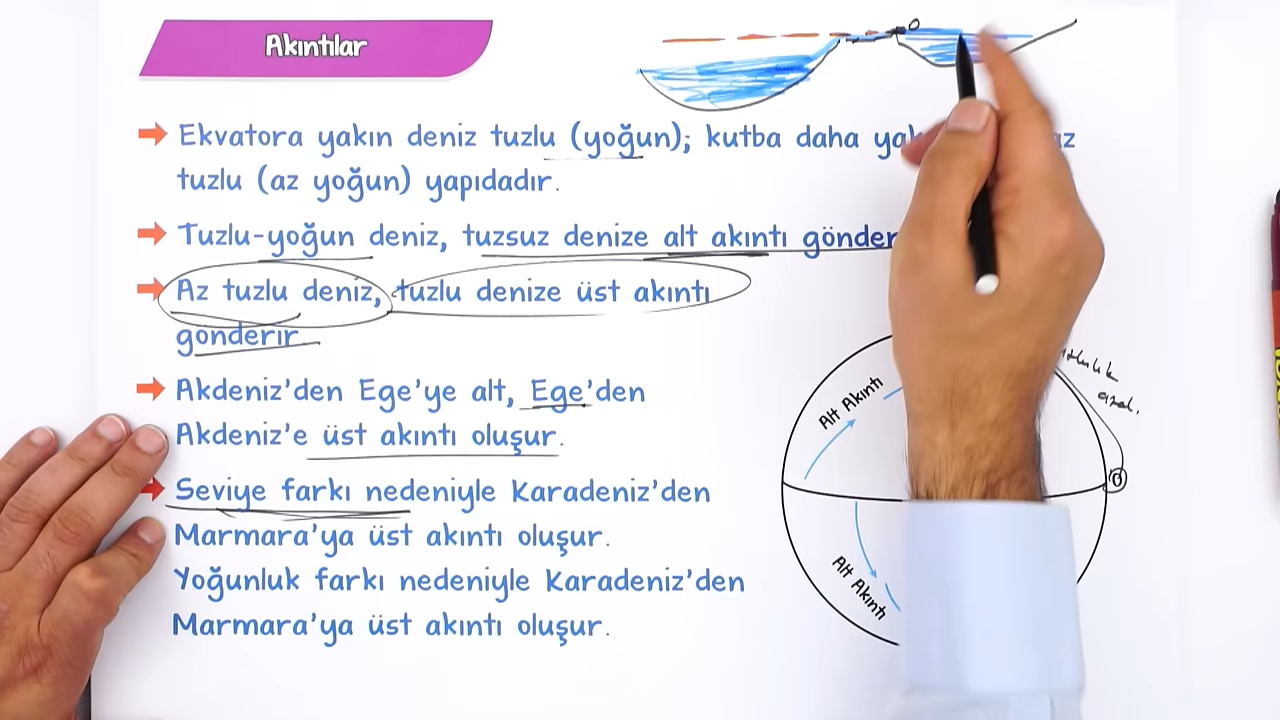 Akıntılar
Ekvatora yakın deniz tuzlu (yoğun); kutba daha
tuzlu (az yoğun) yapıdadır.
Tuzlu-yoğun deniz, tuzsuz denize alt akıntı
Az tuzlu deniz, tuzlu denize üst akıntı
gönderir
Akdeniz'den Ege'ye alt, Ege'den
Akdeniz'e üst akıntı oluşur.
Seviye farkı nedeniyle Karadeniz'den
Marmara'ya üst akıntı oluşur.
Yoğunluk farkı nedeniyle Karadeniz'den
Marmara'ya üst akıntı oluşur.
0
Alt Akıntı
azal.
0
Alt Akıntı